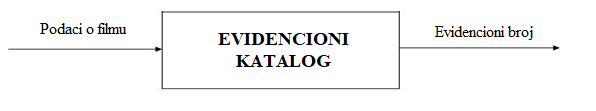 Podaci o filmu
EVIDENCIONI
KATALOG
Evidencioni broj